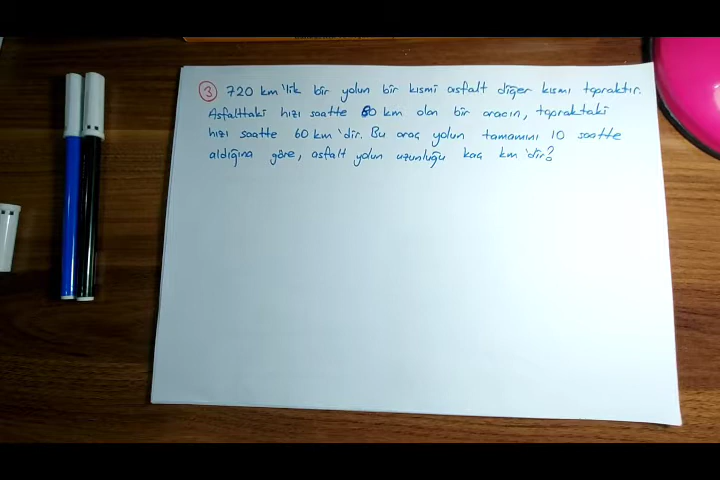 3 720 km'lik bir yolun bir kısmi asfalt diğer kısmı topraktır.
Asfalttaki hızı saatte 80 km olan bir aracın, topraktaki
hızı saatte 60 km'dir. Bu araç yolun tamamını 10 saatte
aldığına göre, asfalt yolun uzunluğu kaç km'dir?